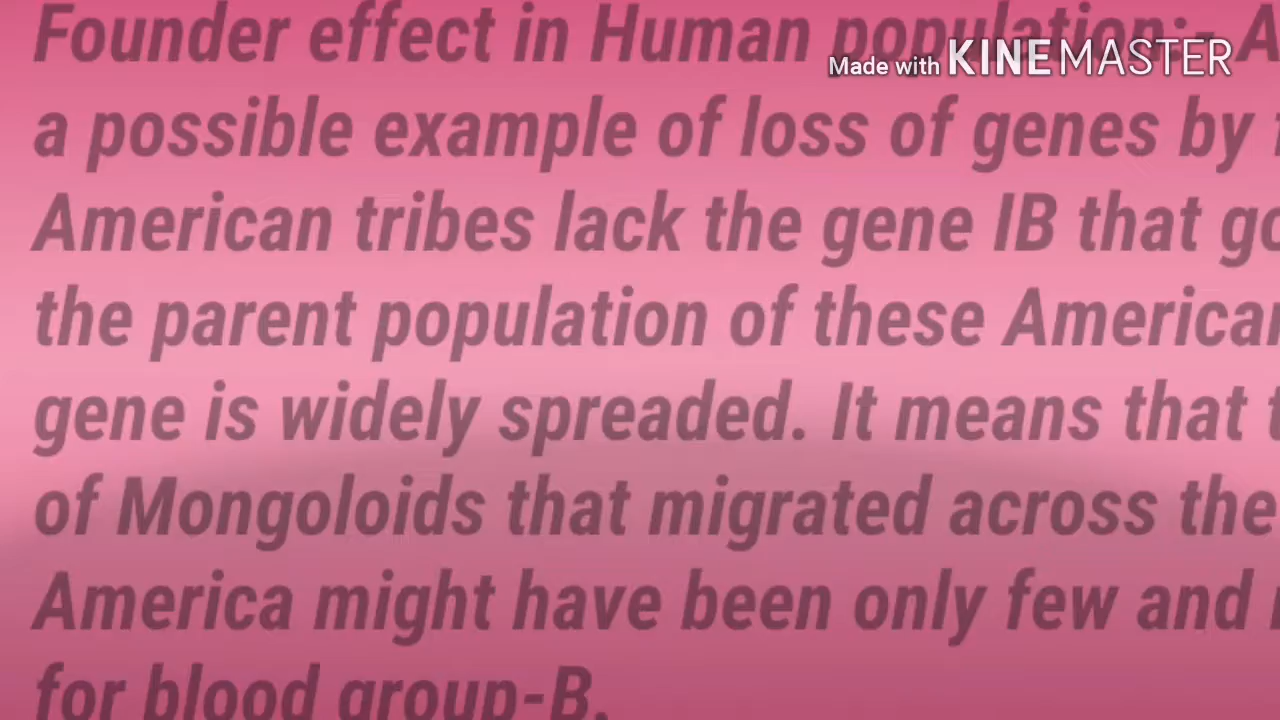 Founder effect in Human population:- A
Made with KINEMASTER
a possible example of loss of genes by
American tribes lack the gene IB that go
the parent population of these American
gene is widely spreaded. It means that
of Mongoloids that migrated across the
America might have been only few and
for blood group-B.